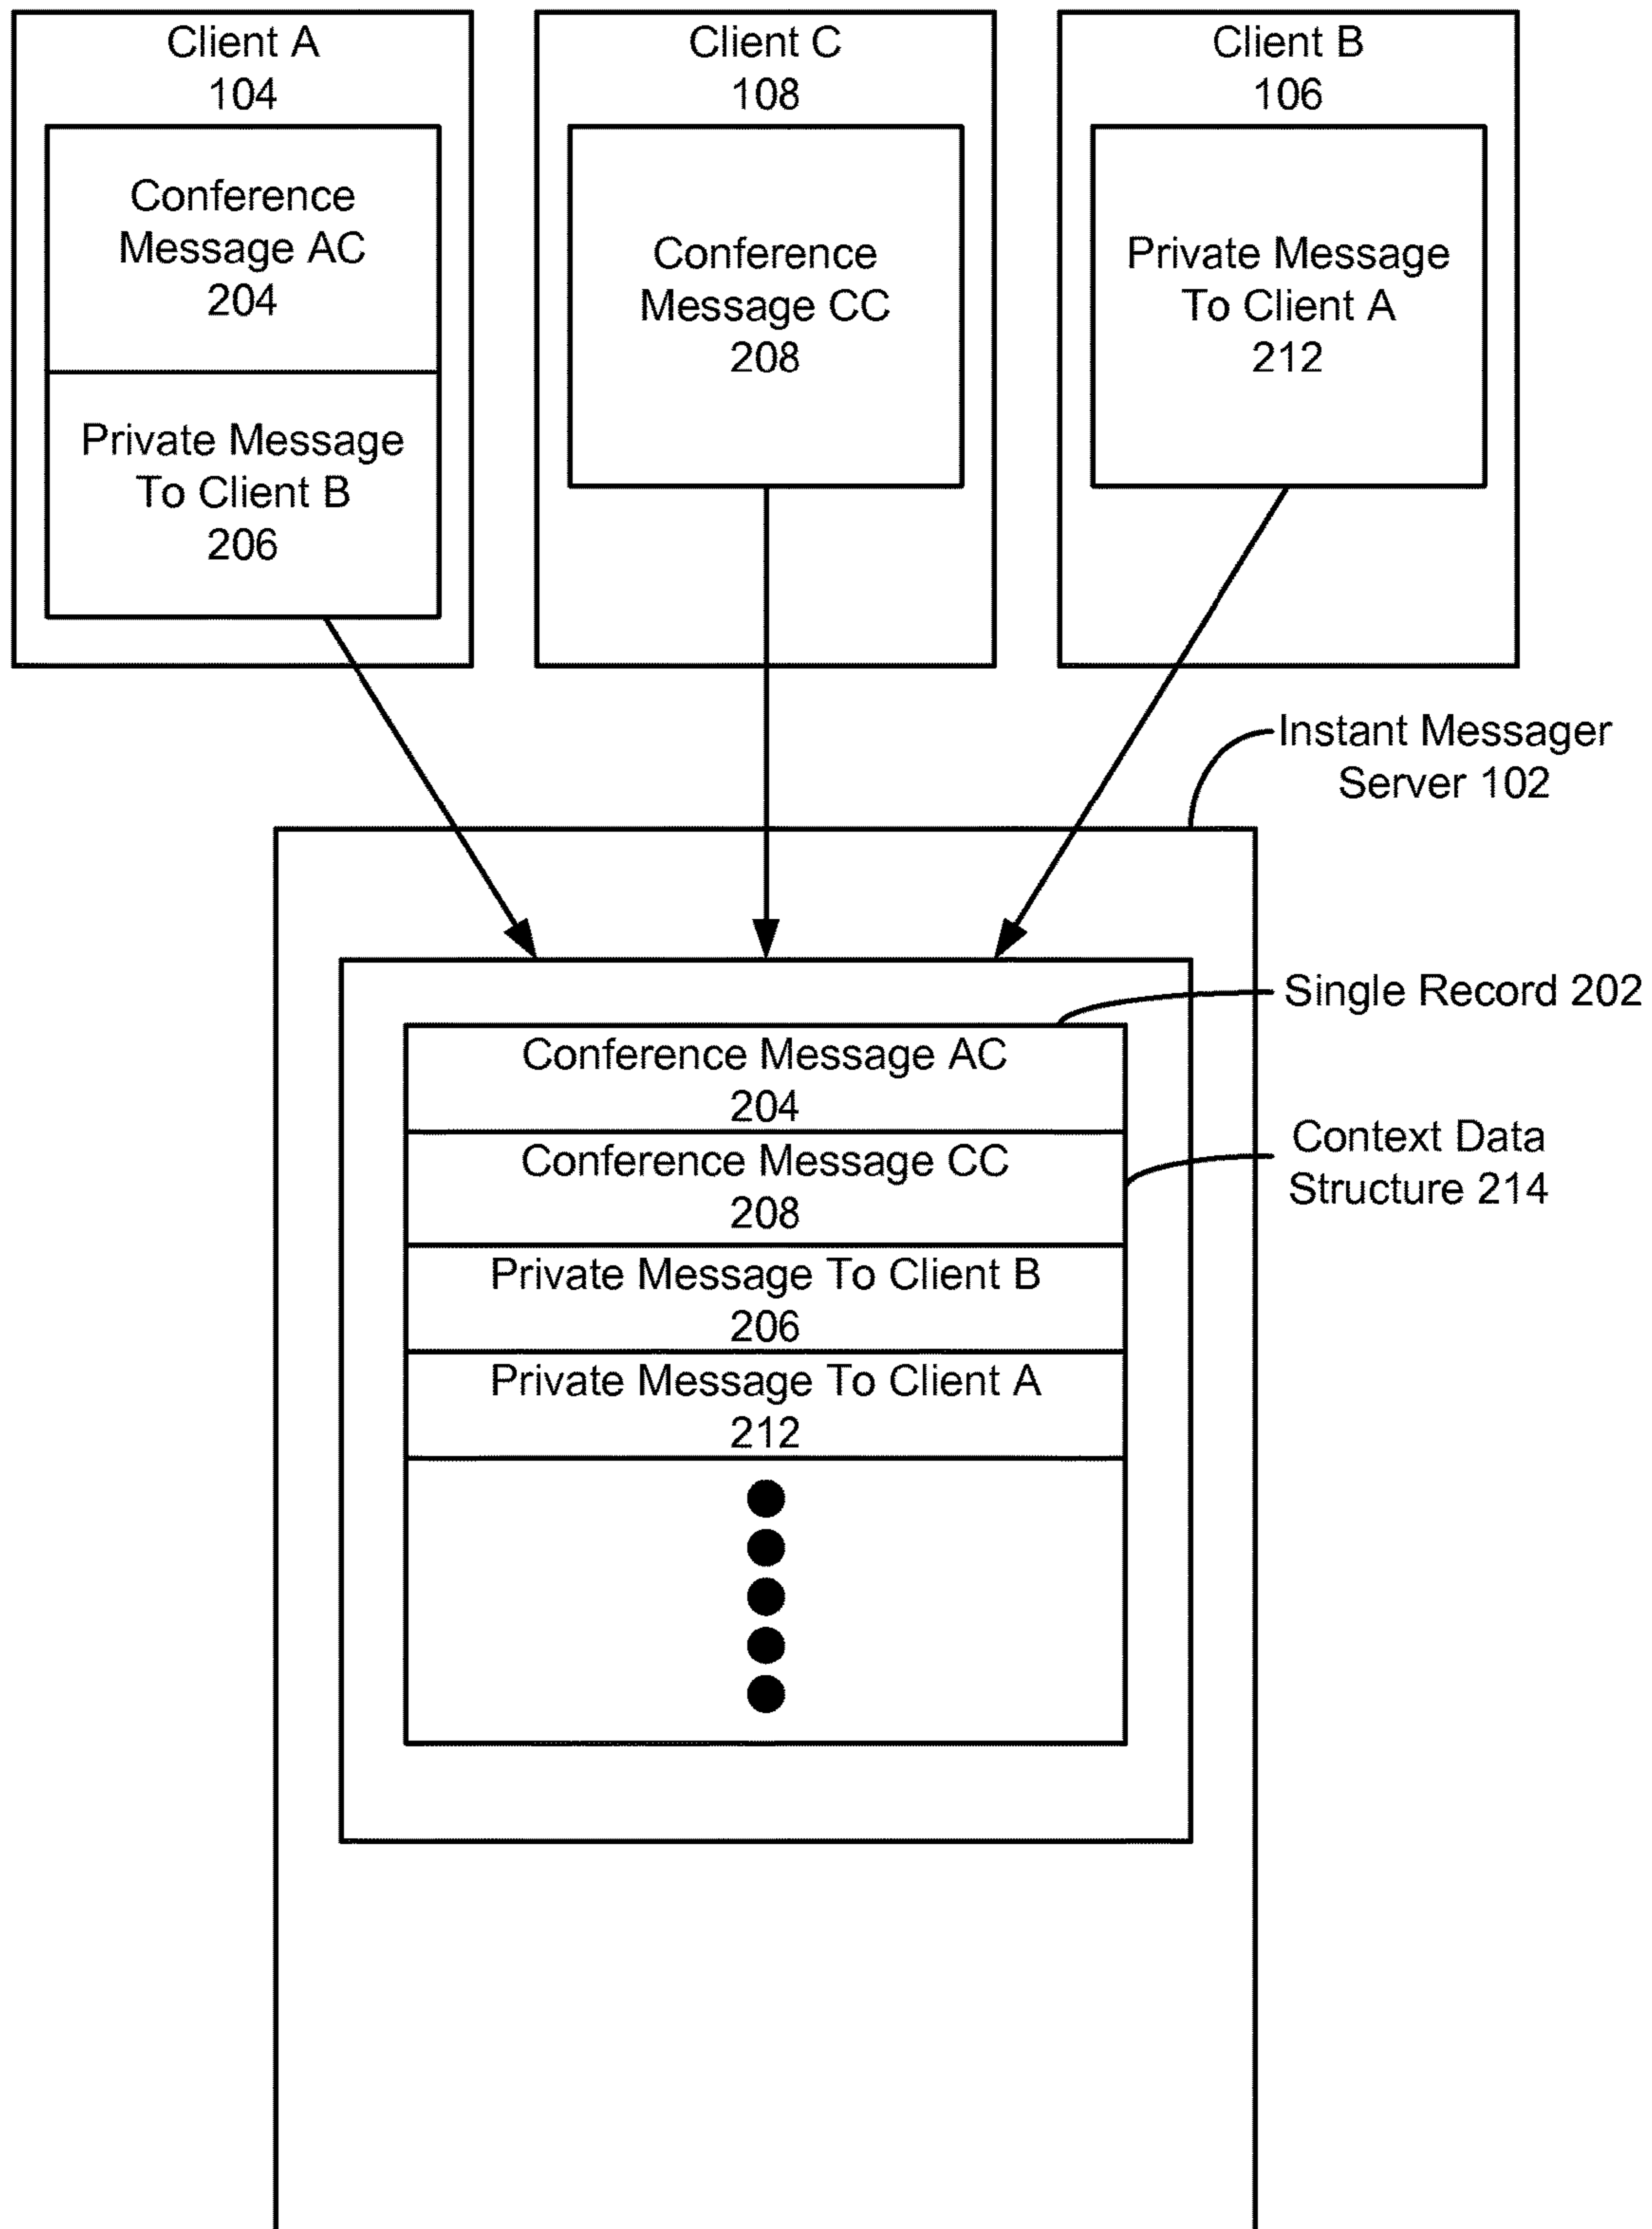 Client A
104
Conference
Message AC
204
Private Message
To Client B
206
Client C
108
Conference
Message CC
208
Client B
106
Private Message
To Client A
212
Instant Messager
Server 102
Single Record 202
Conference Message AC
204
Conference Message CC
208
Context Data
Structure 214
Private Message To Client B
206
Private Message To Client A
212